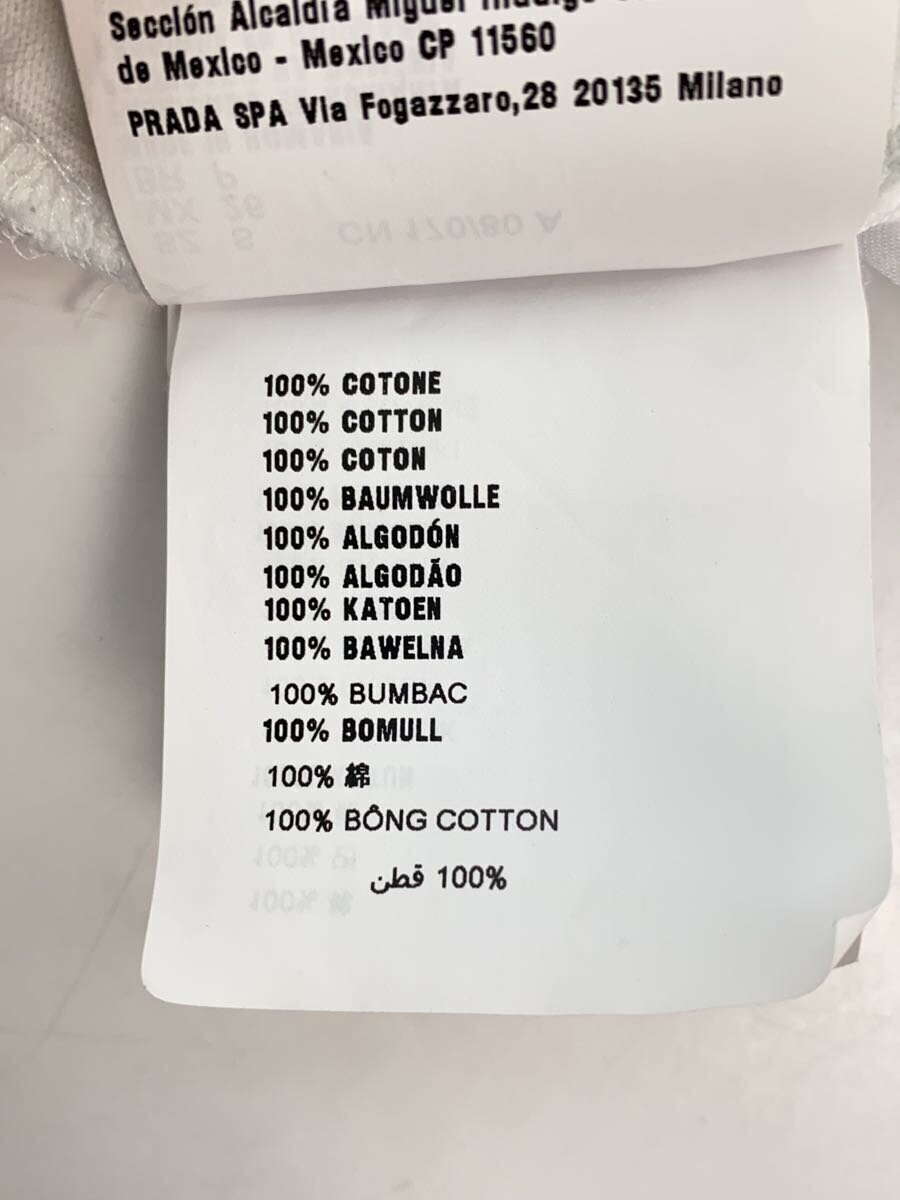 Sección Alcaldía Miguel
de Mexico - Mexico CP 11560
PRADA SPA Via Fogazzaro,28 20135 Milano
100% COTONE
100% COTTON
100% COTON
100% BAUMWOLLE
100% ALGODÓN
100% ALGODÃO
100% KATOEN
100% BAWELNA
100% BUMBAC
100% BOMULL
100% 綿
100% BÔNG COTTON
100% قطن